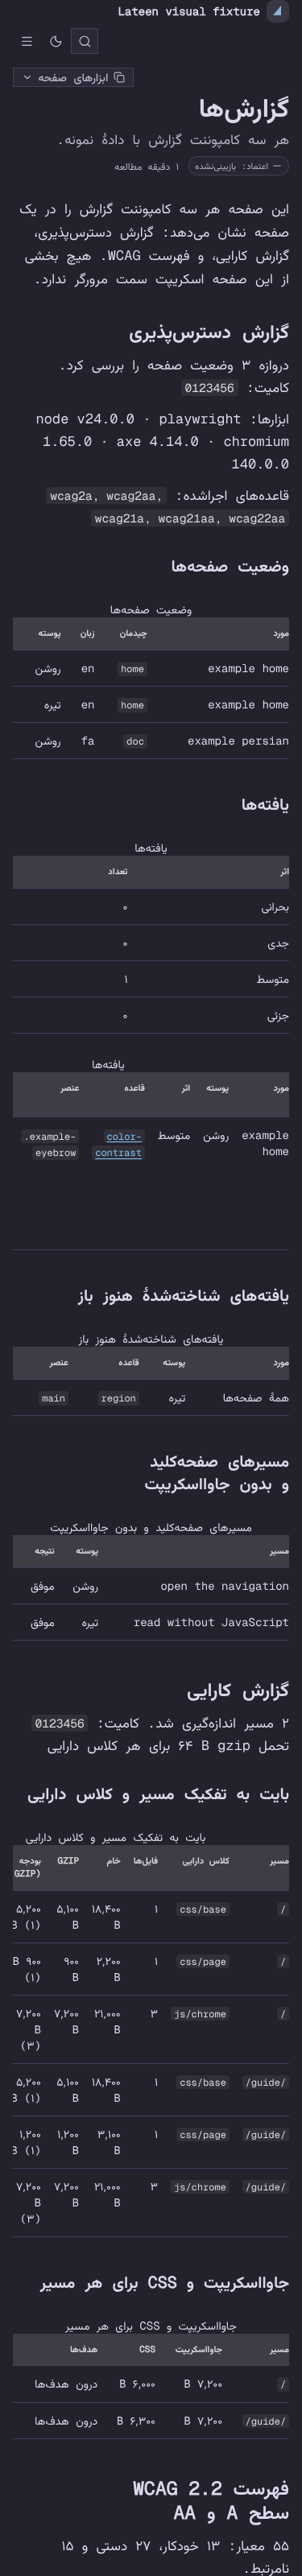 Lateen visual fixture
ابزارهای صفحه
گزارش‌ها
هر سه کامپوننت گزارش با دادهٔ نمونه.
اعتماد: بازبینی‌نشده
۱ دقیقه مطالعه
این صفحه هر سه کامپوننت گزارش را در یک
صفحه نشان می‌دهد: گزارش دسترس‌پذیری،
گزارش کارایی، و فهرست WCAG. هیچ بخشی
از این صفحه اسکریپت سمت مرورگر ندارد.
گزارش دسترس‌پذیری
دروازه ۳ وضعیت صفحه را بررسی کرد.
کامیت: 0123456
ابزارها: node v24.0.0 · playwright
1.65.0 · axe 4.14.0 · chromium
140.0.0
قاعده‌های اجراشده: wcag2a, wcag2aa,
wcag21a, wcag21aa, wcag22aa
وضعیت صفحه‌ها
وضعیت صفحه‌ها
مورد چیدمان زبان پوسته
example home home en روشن
example home home en تیره
example persian doc fa روشن
یافته‌ها
یافته‌ها
اثر تعداد
بحرانی ۰
جدی ۰
متوسط ۱
جزئی ۰
یافته‌ها
مورد پوسته اثر قاعده عنصر
example home روشن متوسط color-contrast .example-eyebrow
یافته‌های شناخته‌شدهٔ هنوز باز
یافته‌های شناخته‌شدهٔ هنوز باز
مورد پوسته قاعده عنصر
همهٔ صفحه‌ها تیره region main
مسیرهای صفحه‌کلید
و بدون جاوااسکریپت
مسیرهای صفحه‌کلید و بدون جاوااسکریپت
مسیر پوسته نتیجه
open the navigation روشن موفق
read without JavaScript تیره موفق
گزارش کارایی
۲ مسیر اندازه‌گیری شد. کامیت: 0123456
تحمل ۶۴ B gzip برای هر کلاس دارایی
بایت به تفکیک مسیر و کلاس دارایی
بایت به تفکیک مسیر و کلاس دارایی
مسیر کلاس دارایی فایل‌ها خام GZIP بودجه (GZIP
/ css/base ۱ ۱۸,۴۰۰ B ۵,۱۰۰ B ۵,۲۰۰ B (۱)
/ css/page ۱ ۲,۲۰۰ B ۹۰۰ B ۹۰۰ B (۱)
/ js/chrome ۳ ۲۱,۰۰۰ B ۷,۲۰۰ B ۷,۲۰۰ B (۳)
/guide/ css/base ۱ ۱۸,۴۰۰ B ۵,۱۰۰ B ۵,۲۰۰ B (۱)
/guide/ css/page ۱ ۳,۱۰۰ B ۱,۲۰۰ B ۱,۲۰۰ B (۱)
/guide/ js/chrome ۳ ۲۱,۰۰۰ B ۷,۲۰۰ B ۷,۲۰۰ B (۳)
جاوااسکریپت و CSS برای هر مسیر
جاوااسکریپت و CSS برای هر مسیر
مسیر جاوااسکریپت CSS هدف‌ها
/ ۷,۲۰۰ B ۶,۰۰۰ B درون هدف‌ها
/guide/ ۷,۲۰۰ B ۶,۳۰۰ B درون هدف‌ها
فهرست WCAG 2.2
سطح A و AA
۵۵ معیار: ۱۳ خودکار، ۲۷ دستی و ۱۵
نامرتبط.